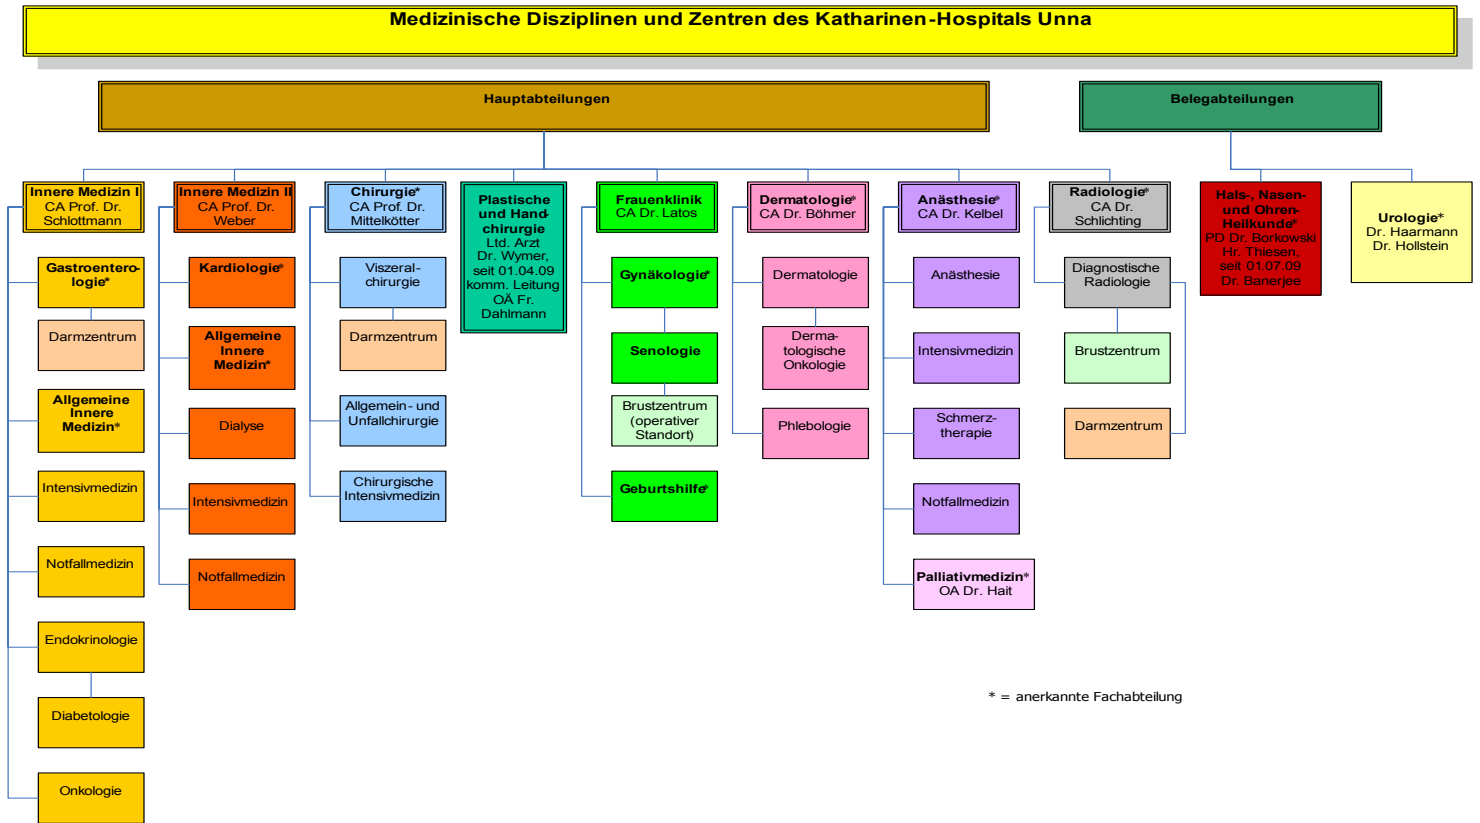 Medizinische Disziplinen und Zentren des Katharinen-Hospitals Unna
Hauptabteilungen
Belegabteilungen
Innere Medizin I
CA Prof. Dr.
Schlottmann
Gastroentero-
logie*
Darmzentrum
Allgemeine
Innere
Medizin*
Intensivmedizin
Notfallmedizin
Endokrinologie
Diabetologie
Onkologie
Innere Medizin II
CA Prof. Dr.
Weber
Kardiologie*
Allgemeine
Innere
Medizin*
Dialyse
Intensivmedizin
Notfallmedizin
Chirurgie*
CA Prof. Dr.
Mittelkötter
Viszeral-
chirurgie
Darmzentrum
Allgemein- und
Unfallchirurgie
Chirurgische
Intensivmedizin
Plastische
und Hand-
chirurgie
Ltd. Arzt
Dr. Wymer,
seit 01.04.09
komm. Leitung
OÄ Fr.
Dahlmann
Frauenklinik
CA Dr. Latos
Gynäkologie*
Senologie
Brustzentrum
(operativer
Standort)
Geburtshilfe*
Dermatologie*
CA Dr. Böhmer
Dermatologie
Derma-
tologische
Onkologie
Phlebologie
Anästhesie*
CA Dr. Kelbel
Anästhesie
Intensivmedizin
Schmerz-
therapie
Notfallmedizin
Palliativmedizin*
OA Dr. Hait
Radiologie*
CA Dr.
Schlichting
Diagnostische
Radiologie
Brustzentrum
Darmzentrum
Hals-, Nasen-
und Ohren-
Heilkunde*
PD Dr. Borkowski
Hr. Thiesen,
seit 01.07.09
Dr. Banerjee
Urologie*
Dr. Haarmann
Dr. Hollstein
* = anerkannte Fachabteilung